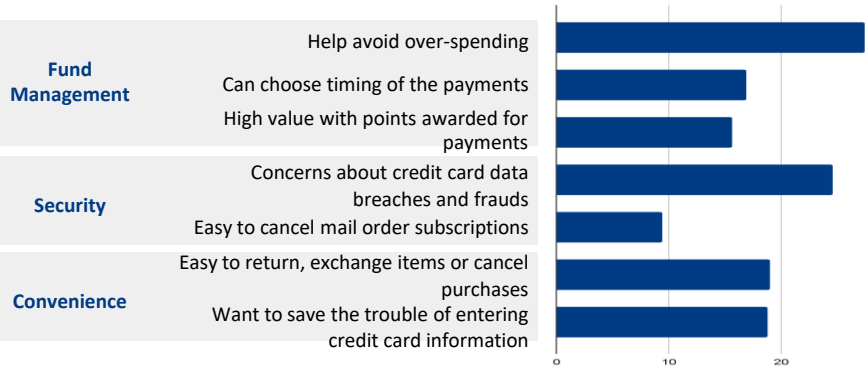 Fund
Management
Help avoid over-spending
Can choose timing of the payments
High value with points awarded for
payments
Security
Concerns about credit card data
breaches and frauds
Easy to cancel mail order subscriptions
Convenience
Easy to return, exchange items or cancel
purchases
Want to save the trouble of entering
credit card information
0 10 20